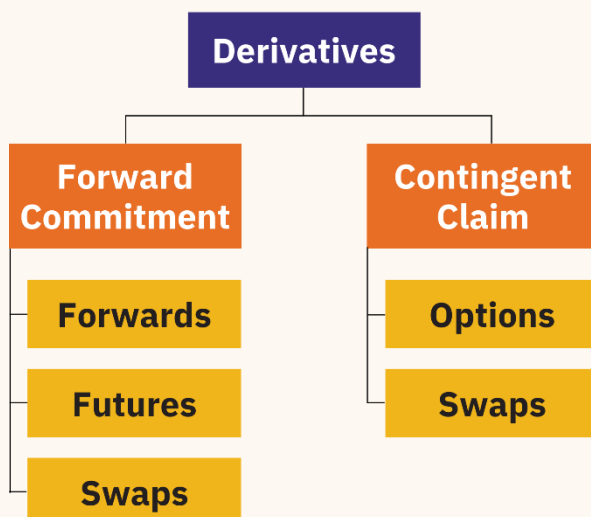 Derivatives
Forward
Commitment
Contingent
Claim
Forwards
Futures
Swaps
Options
Swaps